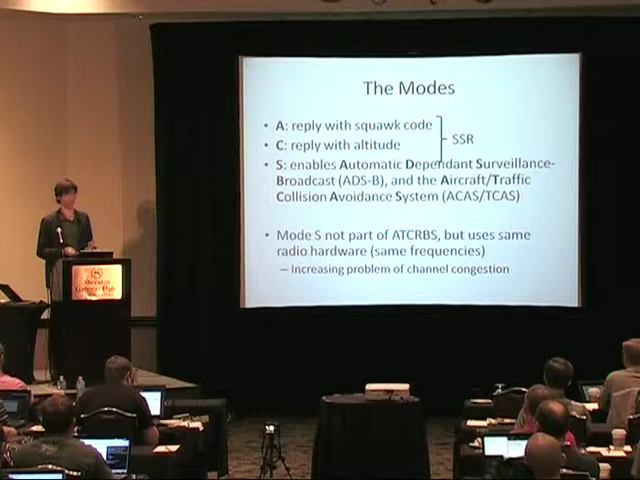 The Modes
• A: reply with squawk code
• C: reply with altitude
SSR
• S: enables Automatic Dependant Surveillance-
Broadcast (ADS-B), and the Aircraft/Traffic
Collision Avoidance System (ACAS/TCAS)
• Mode S not part of ATCRBS, but uses same
radio hardware (same frequencies)
– Increasing problem of channel congestion
Sheraton